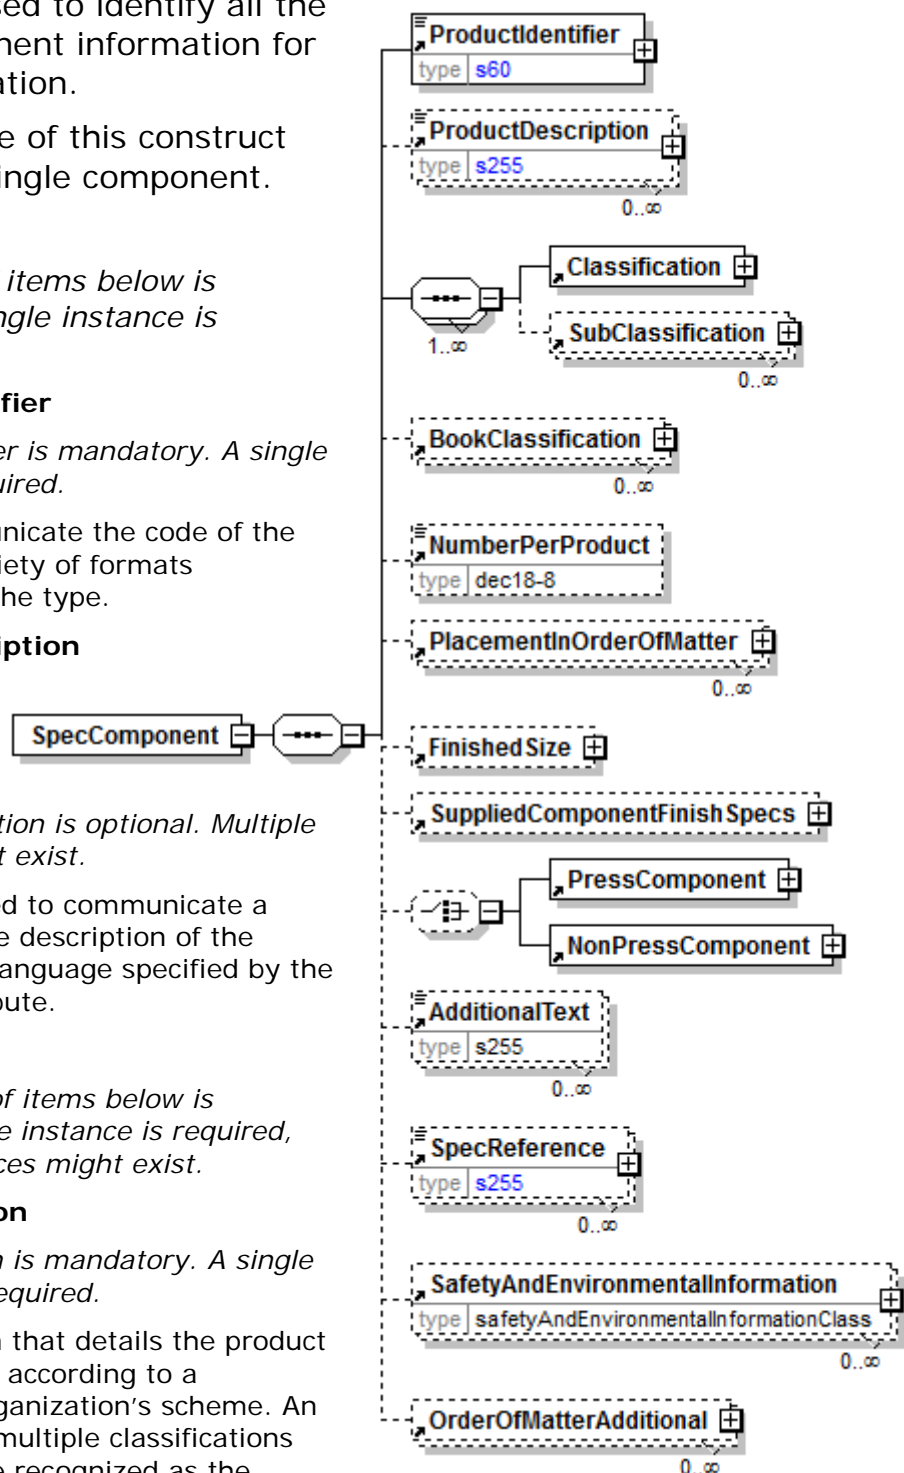 sed to identify all the
nent information for
ation.
e of this construct
ingle component.
items below is
ngle instance is
fier
er is mandatory. A single
uired.
unicate the code of the
riety of formats
he type.
iption
tion is optional. Multiple
t exist.
ed to communicate a
e description of the
language specified by the
bute.
of items below is
e instance is required,
ces might exist.
on
n is mandatory. A single
equired.
n that details the product
according to a
ganization's scheme. An
multiple classifications
e recognized as the
SpecComponent
ProductIdentifier
type s60
ProductDescription
type s255
0..∞
1..∞
Classification
SubClassification
0..∞
BookClassification
0..∞
NumberPerProduct
type dec18-8
PlacementInOrderOfMatter
0..∞
FinishedSize
SuppliedComponentFinishSpecs
PressComponent
NonPressComponent
AdditionalText
type s255
0..∞
SpecReference
type s255
0..∞
SafetyAndEnvironmentalInformation
type safetyAndEnvironmentalInformationClass
0..∞
OrderOfMatterAdditional
0..∞